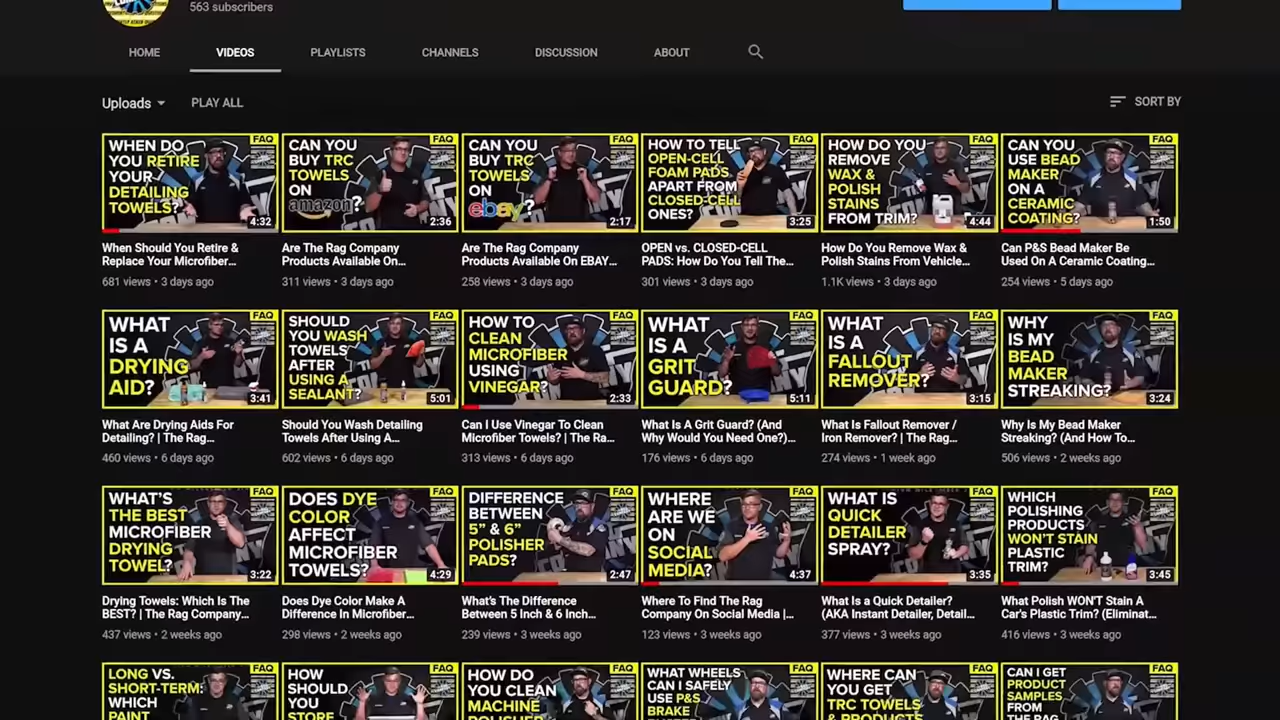 563 subscribers
HOME VIDEOS PLAYLISTS CHANNELS DISCUSSION ABOUT
Uploads PLAY ALL SORT BY
WHEN DO
YOU RETIRE
YOUR
DETAILING
TOWELS?
FAQ
4:32
CAN YOU
BUY TRC
TOWELS
ON
amazon?
FAQ
2:36
CAN YOU
BUY TRC
TOWELS
ON
ebay?
FAQ
2:17
HOW TO TELL
OPEN-CELL
FOAM PADS
APART FROM
CLOSED-CELL
ONES?
FAQ
3:25
HOW DO YOU
REMOVE
WAX &
POLISH
STAINS
FROM TRIM?
FAQ
4:44
CAN YOU
USE BEAD
MAKER
ON A
CERAMIC
COATING?
FAQ
1:50
When Should You Retire &
Replace Your Microfiber...
681 views • 3 days ago
Are The Rag Company
Products Available On...
311 views • 3 days ago
Are The Rag Company
Products Available On EBAY...
258 views • 3 days ago
OPEN vs. CLOSED-CELL
PADS: How Do You Tell The...
301 views • 3 days ago
How Do You Remove Wax &
Polish Stains From Vehicle...
1.1K views • 3 days ago
Can P&S Bead Maker Be
Used On A Ceramic Coating...
254 views • 5 days ago
WHAT
IS A
DRYING
AID?
FAQ
3:41
SHOULD
YOU WASH
TOWELS
AFTER
USING A
SEALANT?
FAQ
5:01
HOW TO
CLEAN
MICROFIBER
USING
VINEGAR?
FAQ
2:33
WHAT
IS A
GRIT
GUARD?
FAQ
5:11
WHAT
IS A
FALLOUT
REMOVER?
FAQ
3:15
WHY
IS MY
BEAD
MAKER
STREAKING?
FAQ
3:24
What Are Drying Aids For
Detailing? | The Rag...
460 views • 6 days ago
Should You Wash Detailing
Towels After Using A...
602 views • 6 days ago
Can I Use Vinegar To Clean
Microfiber Towels? | The Ra...
313 views • 6 days ago
What Is A Grit Guard? (And
Why Would You Need One?)...
176 views • 6 days ago
What Is Fallout Remover /
Iron Remover? | The Rag...
274 views • 1 week ago
Why Is My Bead Maker
Streaking? (And How To...
506 views • 2 weeks ago
WHAT'S
THE BEST
MICROFIBER
DRYING
TOWEL?
FAQ
3:22
DOES DYE
COLOR
AFFECT
MICROFIBER
TOWELS?
FAQ
4:29
DIFFERENCE
BETWEEN
5" & 6"
POLISHER
PADS?
FAQ
2:47
WHERE
ARE WE
ON
SOCIAL
MEDIA?
FAQ
4:37
WHAT IS
QUICK
DETAILER
SPRAY?
FAQ
3:35
WHICH
POLISHING
PRODUCTS
WON'T STAIN
PLASTIC
TRIM?
FAQ
3:45
Drying Towels: Which Is The
BEST? | The Rag Company...
437 views • 2 weeks ago
Does Dye Color Make A
Difference In Microfiber...
298 views • 2 weeks ago
What's The Difference
Between 5 Inch & 6 Inch...
239 views • 3 weeks ago
Where To Find The Rag
Company On Social Media |...
123 views • 3 weeks ago
What Is a Quick Detailer?
(AKA Instant Detailer, Detail...
377 views • 3 weeks ago
What Polish WON'T Stain A
Car's Plastic Trim? (Eliminat...
416 views • 3 weeks ago
LONG VS.
SHORT-TERM:
WHICH
PAINT
FAQ
HOW
SHOULD
YOU
STORE
FAQ
HOW DO
YOU CLEAN
MACHINE
POLISHER
FAQ
WHAT WHEELS
CAN I SAFELY
USE P&S
BRAKE
FAQ
WHERE CAN
YOU GET
TRC TOWELS
& PRODUCTS
FAQ
CAN I GET
PRODUCT
SAMPLES
FROM
THE RAG
FAQ